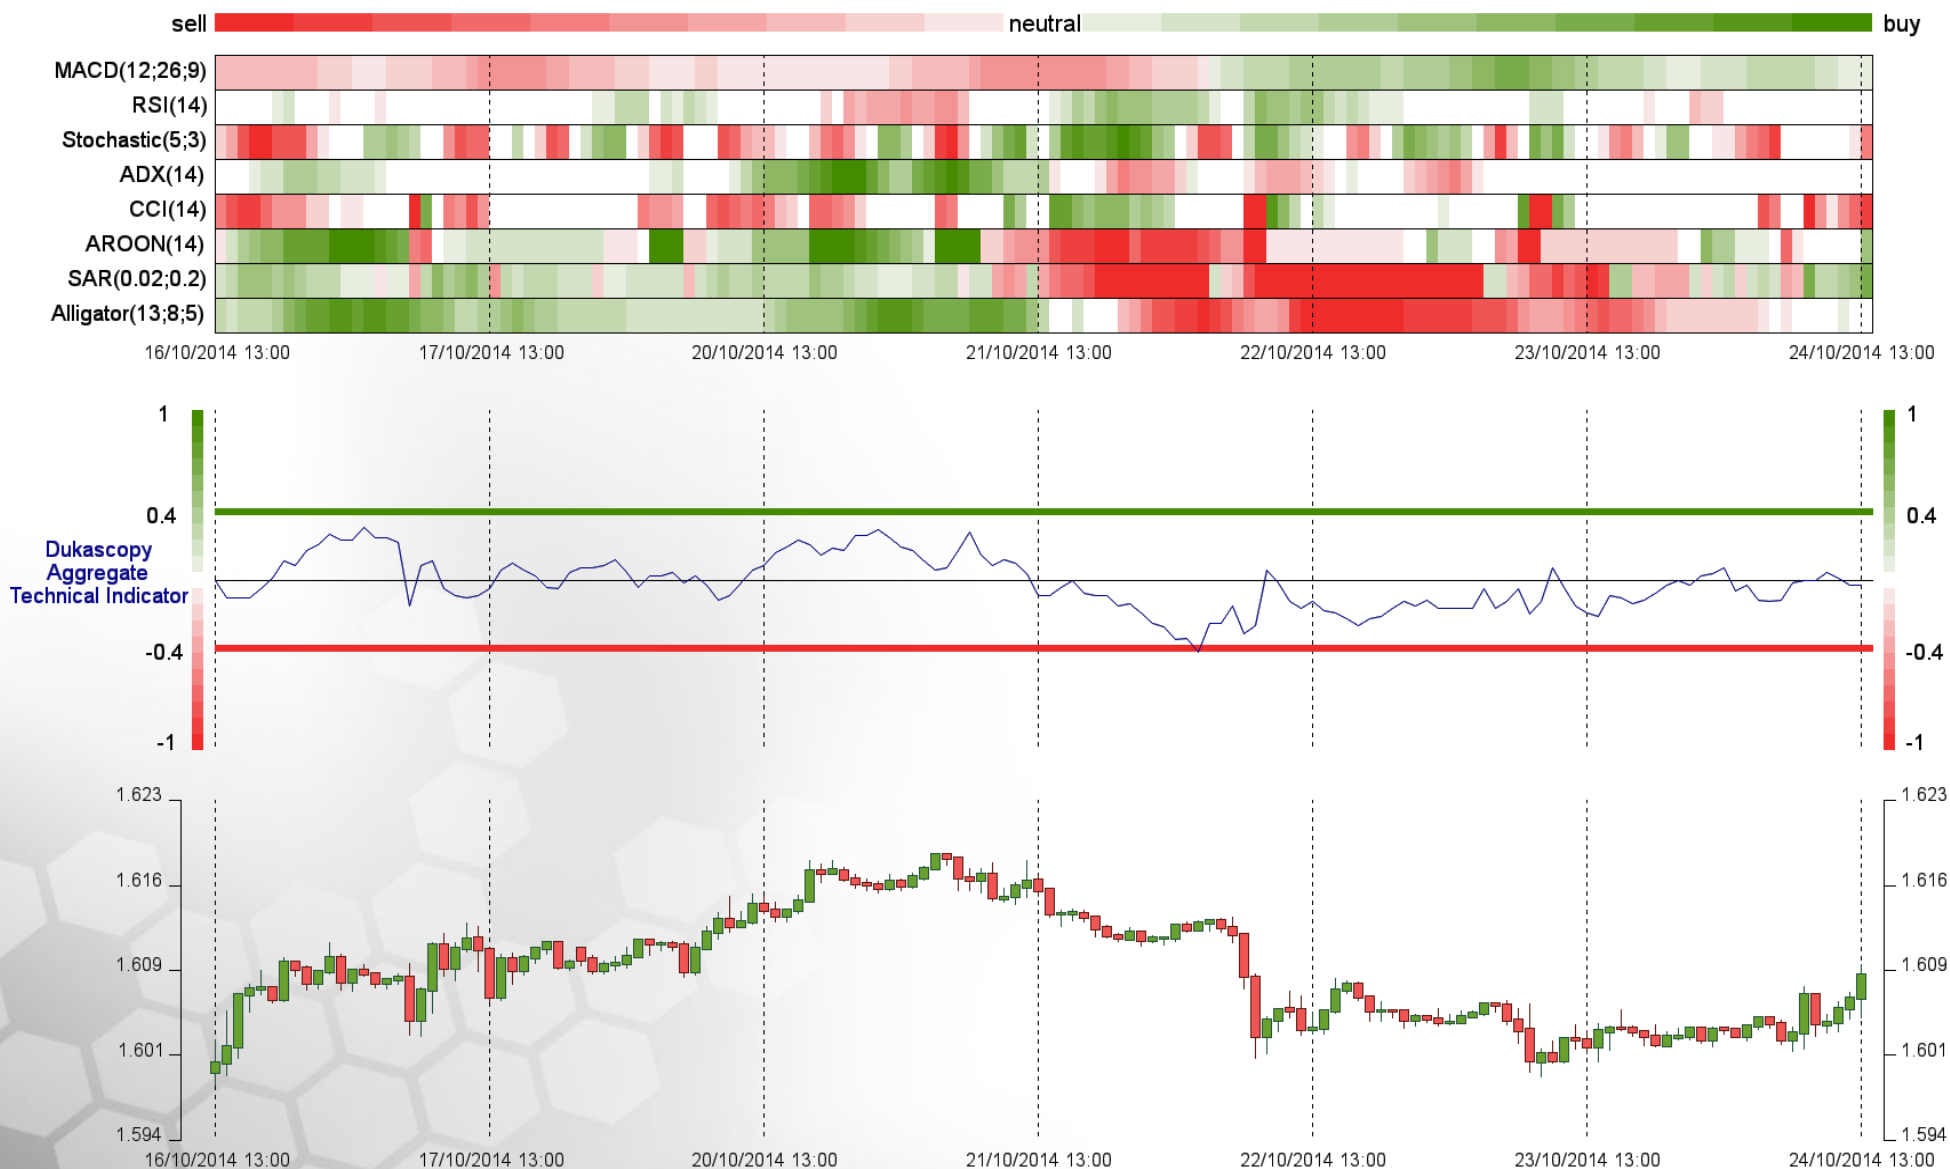 sell neutral buy
MACD(12;26;9)
RSI(14)
Stochastic(5;3)
ADX(14)
CCI(14)
AROON(14)
SAR(0.02;0.2)
Alligator(13;8;5)
16/10/2014 13:00 17/10/2014 13:00 20/10/2014 13:00 21/10/2014 13:00 22/10/2014 13:00 23/10/2014 13:00 24/10/2014 13:00
1 1
0.4 0.4
Dukascopy
Aggregate
Technical Indicator
-0.4 -0.4
-1 -1
1.623 1.623
1.616 1.616
1.609 1.609
1.601 1.601
1.594 1.594
16/10/2014 13:00 17/10/2014 13:00 20/10/2014 13:00 21/10/2014 13:00 22/10/2014 13:00 23/10/2014 13:00 24/10/2014 13:00